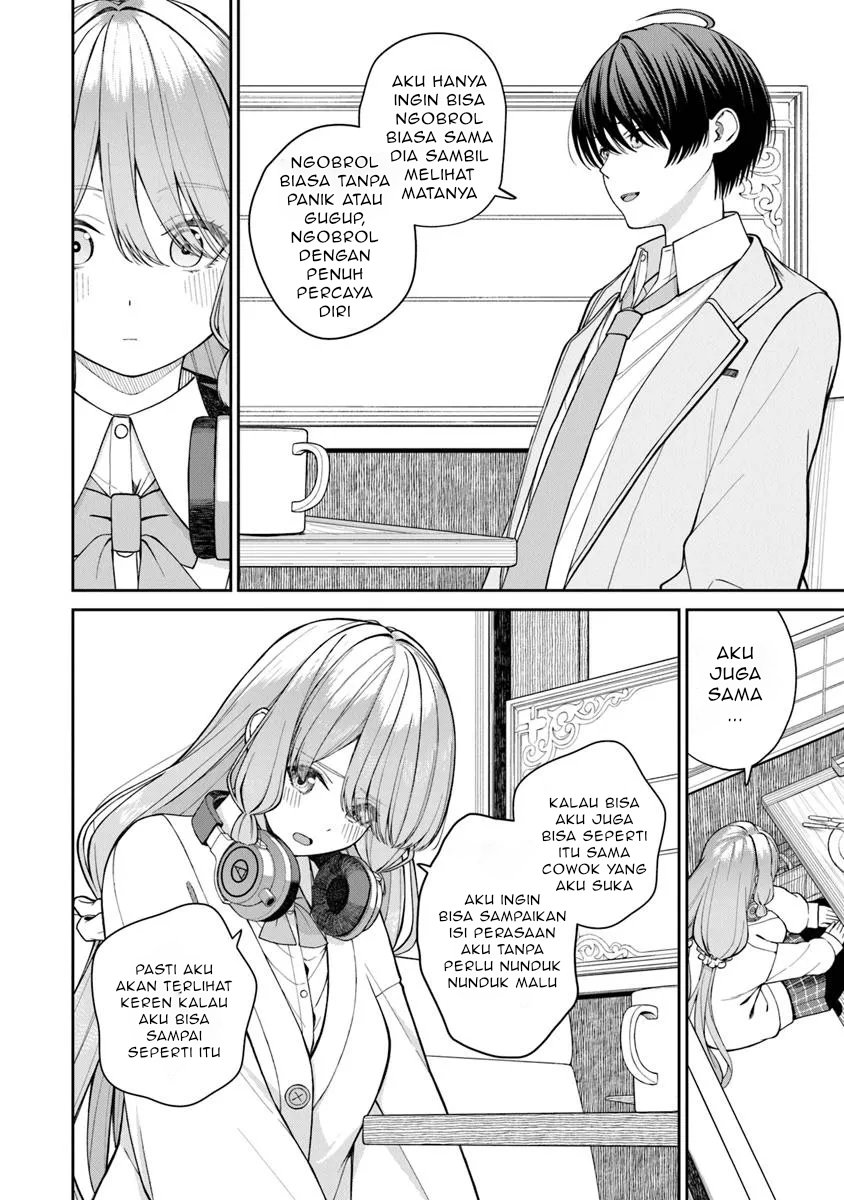 AKU HANYA
INGIN BISA
NGOBROL
BIASA SAMA
DIA SAMBIL
MELIHAT
MATANYA
NGOBROL
BIASA TANPA
PANIK ATAU
GUGUP,
NGOBROL
DENGAN
PENUH
PERCAYA
DIRI
AKU
JUGA
SAMA
...
KALAU BISA
AKU JUGA
BISA SEPERTI
ITU SAMA
COWOK YANG
AKU SUKA
AKU INGIN
BISA SAMPAIKAN
ISI PERASAAN
AKU TANPA
PERLU NUNDUK
NUNDUK MALU
PASTI AKU
AKAN TERLIHAT
KEREN KALAU
AKU BISA
SAMPAI
SEPERTI ITU